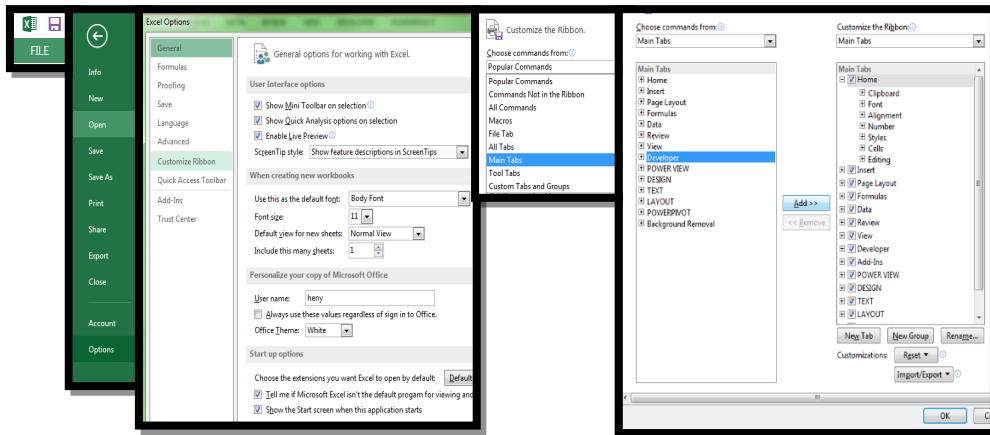 FILE
Info
New
Open
Save
Save As
Print
Share
Export
Close
Account
Options
Excel Options
General
Formulas
Proofing
Save
Language
Advanced
Customize Ribbon
Quick Access Toolbar
Add-Ins
Trust Center
General options for working with Excel.
User Interface options
Show Mini Toolbar on selection
Show Quick Analysis options on selection
Enable Live Preview
ScreenTip style: Show feature descriptions in ScreenTips
When creating new workbooks
Use this as the default font: Body Font
Font size: 11
Default view for new sheets: Normal View
Include this many sheets: 1
Personalize your copy of Microsoft Office
User name: heny
Always use these values regardless of sign in to Office.
Office Theme: White
Start up options
Choose the extensions you want Excel to open by default: Default
Tell me if Microsoft Excel isn't the default progam for viewing and
Show the Start screen when this application starts
Customize the Ribbon.
Choose commands from:
Popular Commands
Popular Commands
Commands Not in the Ribbon
All Commands
Macros
File Tab
All Tabs
Main Tabs
Tool Tabs
Custom Tabs and Groups
Choose commands from:
Main Tabs
Main Tabs
Home
Insert
Page Layout
Formulas
Data
Review
View
Developer
POWER VIEW
DESIGN
TEXT
LAYOUT
POWERPIVOT
Background Removal
Add >>
<< Remove
Customize the Ribbon:
Main Tabs
Main Tabs
Home
Clipboard
Font
Alignment
Number
Styles
Cells
Editing
Insert
Page Layout
Formulas
Data
Review
View
Developer
Add-Ins
POWER VIEW
DESIGN
TEXT
LAYOUT
New Tab New Group Rename...
Customizations: Reset
Import/Export
OK